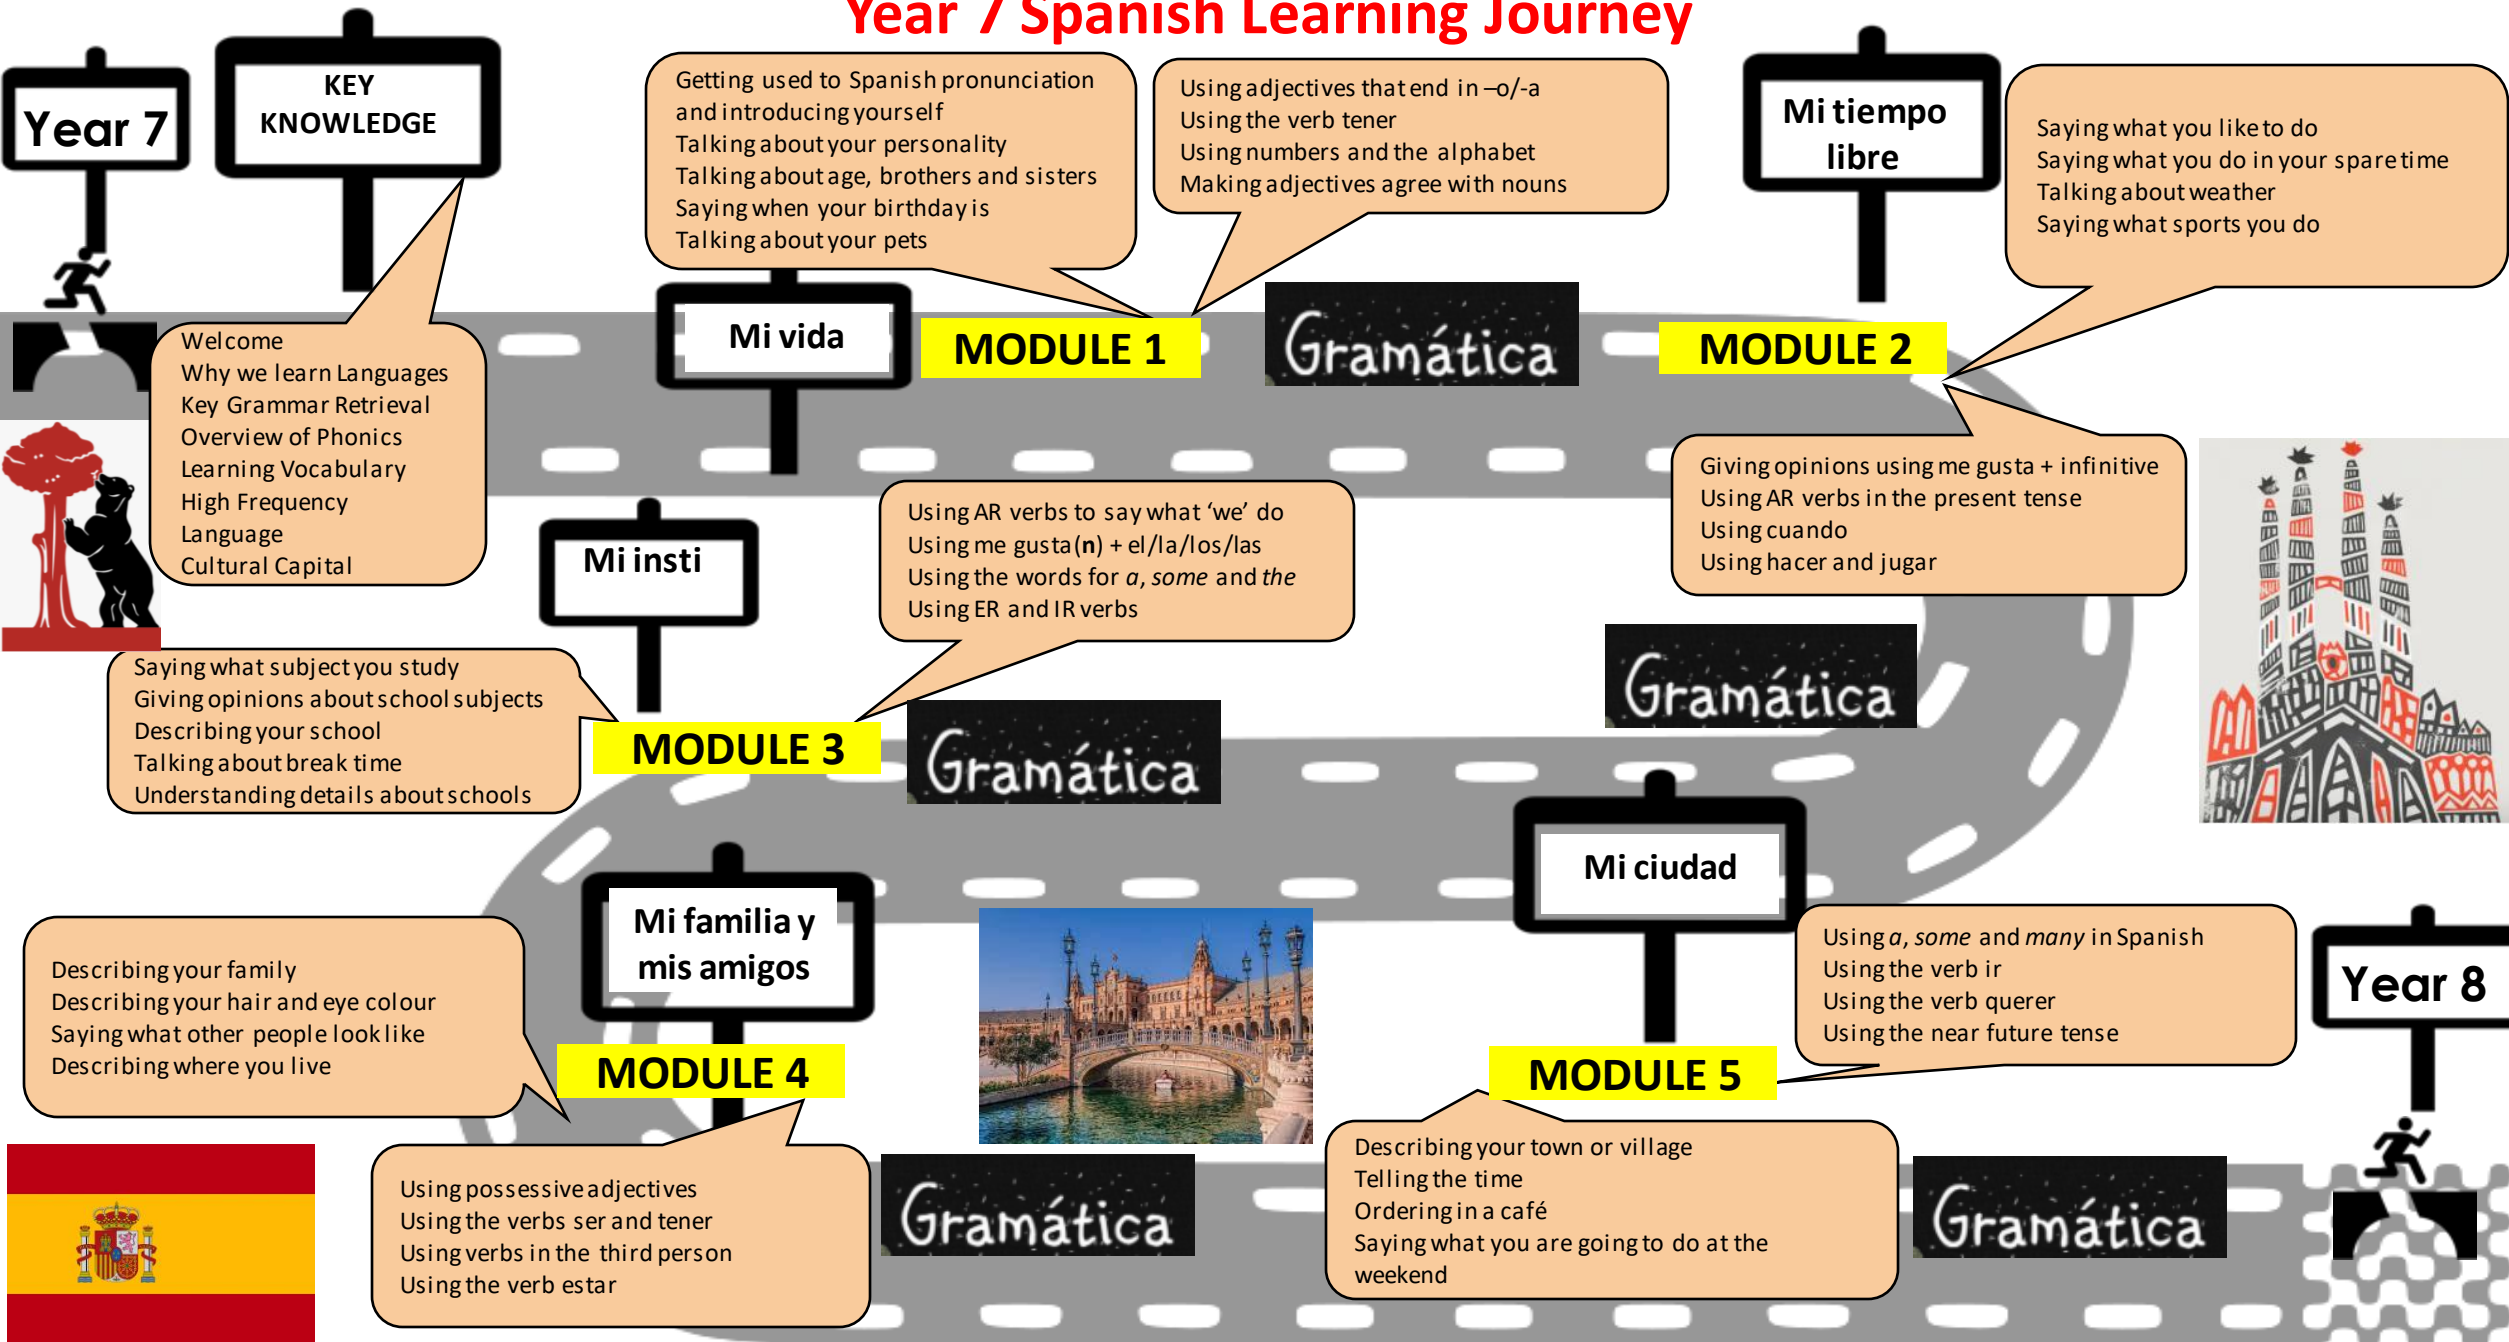 Year 7 Spanish Learning Journey
Year 7
KEY
KNOWLEDGE
Welcome
Why we learn Languages
Key Grammar Retrieval
Overview of Phonics
Learning Vocabulary
High Frequency
Language
Cultural Capital
Getting used to Spanish pronunciation
and introducing yourself
Talking about your personality
Talking about age, brothers and sisters
Saying when your birthday is
Talking about your pets
Using adjectives that end in –o/-a
Using the verb tener
Using numbers and the alphabet
Making adjectives agree with nouns
Mi vida
MODULE 1
Gramática
Mi tiempo
libre
Saying what you like to do
Saying what you do in your spare time
Talking about weather
Saying what sports you do
MODULE 2
Giving opinions using me gusta + infinitive
Using AR verbs in the present tense
Using cuando
Using hacer and jugar
Gramática
Mi insti
Using AR verbs to say what ‘we’ do
Using me gusta(n) + el/la/los/las
Using the words for a, some and the
Using ER and IR verbs
Saying what subject you study
Giving opinions about school subjects
Describing your school
Talking about break time
Understanding details about schools
MODULE 3
Gramática
Mi familia y
mis amigos
Describing your family
Describing your hair and eye colour
Saying what other people look like
Describing where you live
MODULE 4
Using possessive adjectives
Using the verbs ser and tener
Using verbs in the third person
Using the verb estar
Gramática
Mi ciudad
Using a, some and many in Spanish
Using the verb ir
Using the verb querer
Using the near future tense
MODULE 5
Describing your town or village
Telling the time
Ordering in a café
Saying what you are going to do at the
weekend
Gramática
Year 8